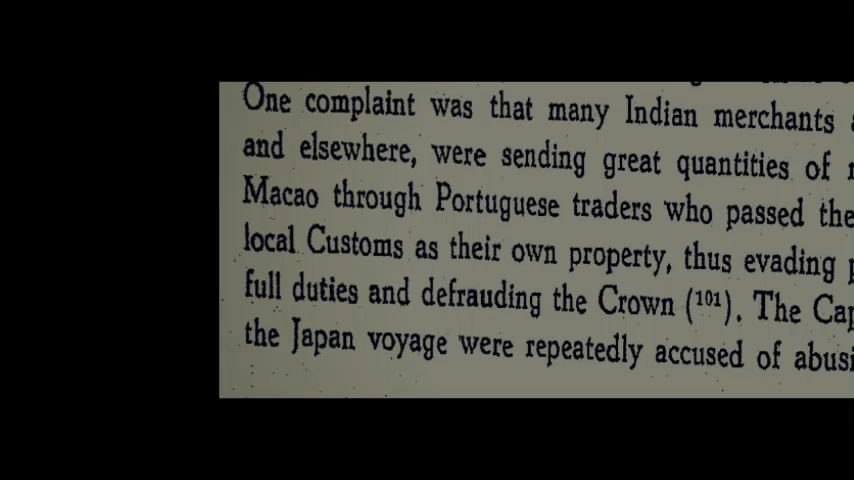 One complaint was that many Indian merchants
and elsewhere, were sending great quantities of
Macao through Portuguese traders who passed the
local Customs as their own property, thus evading
full duties and defrauding the Crown (¹⁰¹). The
the Japan voyage were repeatedly accused of